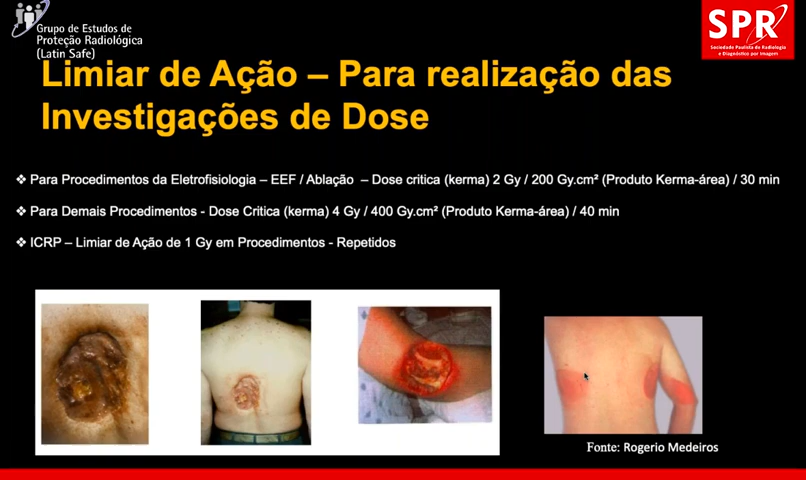 Grupo de Estudos de
Proteção Radiológica
(Latin Safe)
SPR
Sociedade Paulista de Radiologia
e Diagnóstico por Imagem
Limiar de Ação – Para realização das
Investigações de Dose
❖ Para Procedimentos da Eletrofisiologia – EEF / Ablação – Dose critica (kerma) 2 Gy / 200 Gy.cm² (Produto Kerma-área) / 30 min
❖ Para Demais Procedimentos - Dose Critica (kerma) 4 Gy / 400 Gy.cm² (Produto Kerma-área) / 40 min
❖ ICRP – Limiar de Ação de 1 Gy em Procedimentos - Repetidos
Fonte: Rogerio Medeiros